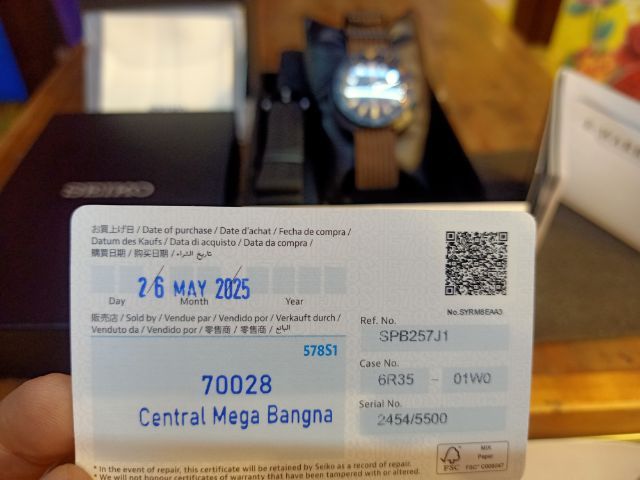 SEIKO
お買上げ日 / Date of purchase / Date d'achat / Fecha de compra /
Datum des Kaufs / Data di acquisto / Data da compra /
購買日期 / 购买日期 / تاريخ الشراء
26 MAY 2025
Day Month Year
販売店 / Sold by / Vendue par / Vendido por / Verkauft durch /
Venduto da / Vendido por / 零售商 / 零售商 / البائع
578S1
70028
Central Mega Bangna
No.SYRM8EAA3
Ref. No.
SPB257J1
Case No.
6R35 - 01W0
Serial No.
2454/5500
* In the event of repair, this certificate will be retained by Seiko as a record of repair.
* We will not honour certificates of warranty that have been tampered with or altered.
FSC
MIX
Paper
FSC® C008047